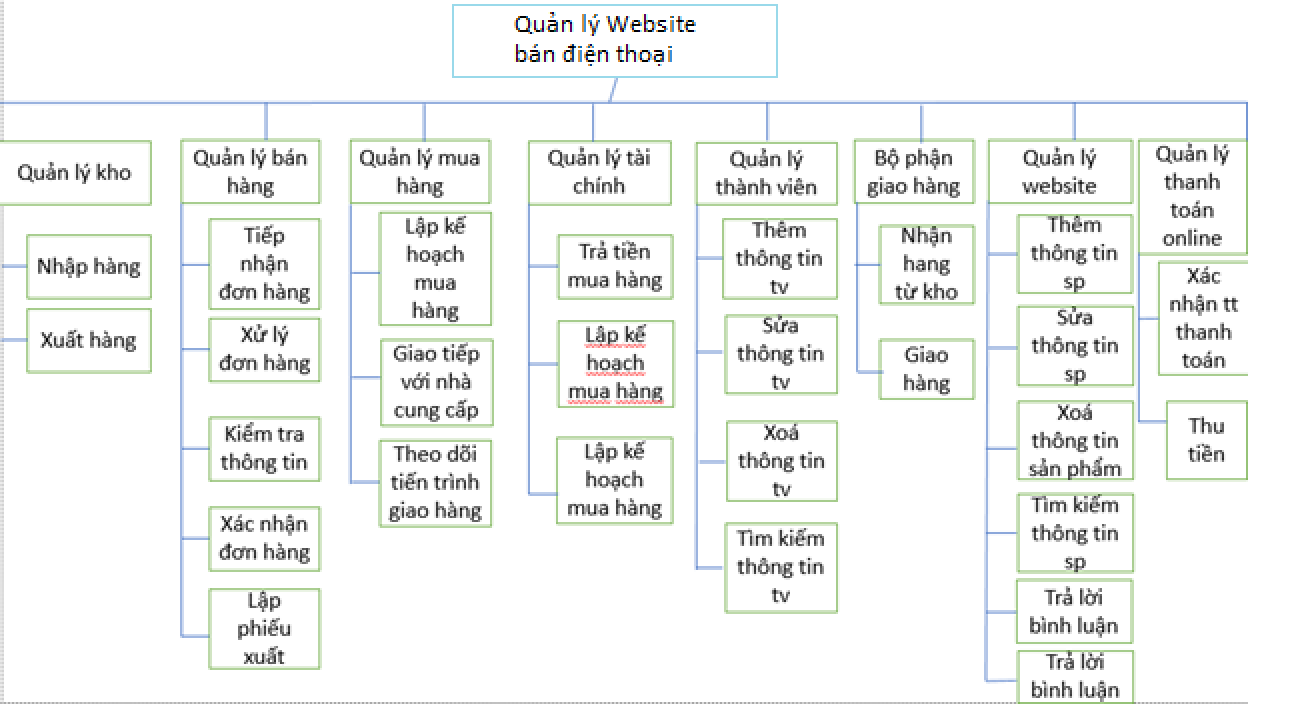 Quản lý Website
bán điện thoại
Quản lý kho
Nhập hàng
Xuất hàng
Quản lý bán
hàng
Tiếp
nhận
đơn hàng
Xử lý
đơn hàng
Kiểm tra
thông tin
Xác nhận
đơn hàng
Lập
phiếu
xuất
Quản lý mua
hàng
Lập kế
hoạch
mua
hàng
Giao tiếp
với nhà
cung cấp
Theo dõi
tiến trình
giao hàng
Quản lý tài
chính
Trả tiền
mua hàng
Lập kế
hoạch
mua hàng
Lập kế
hoạch
mua hàng
Quản lý
thành viên
Thêm
thông tin
tv
Sửa
thông tin
tv
Xoá
thông tin
tv
Tìm kiếm
thông tin
tv
Bộ phận
giao hàng
Nhận
hang
từ kho
Giao
hàng
Quản lý
website
Thêm
thông tin
sp
Sửa
thông tin
sp
Xoá
thông tin
sản phẩm
Tìm kiếm
thông tin
sp
Trả lời
bình luận
Trả lời
bình luận
Quản lý
thanh
toán
online
Xác
nhận tt
thanh
toán
Thu
tiền